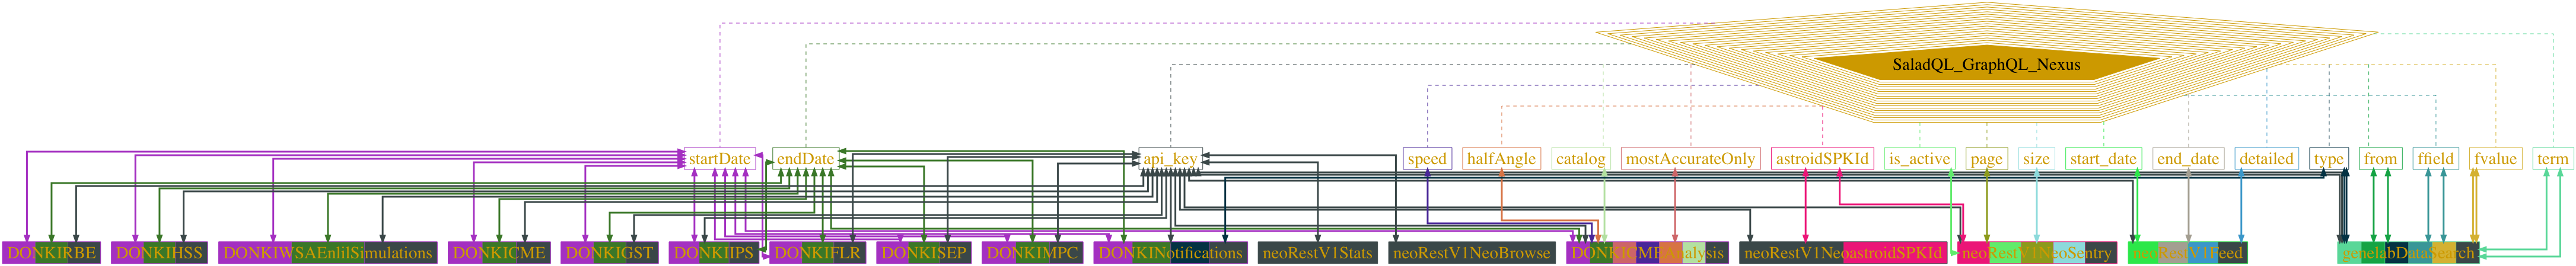 SaladQL_GraphQL_Nexus
startDate
endDate
api_key
speed
halfAngle
catalog
mostAccurateOnly
astroidSPKId
is_active
page
size
start_date
end_date
detailed
type
from
ffield
fvalue
term
DONKIRBE
DONKIHSS
DONKIWSAEnlilSimulations
DONKICME
DONKIGST
DONKIIPS
DONKIFLR
DONKISEP
DONKIMPC
DONKINotifications
neoRestV1Stats
neoRestV1NeoBrowse
DONKICMEAnalysis
neoRestV1NeoastroidSPKId
neoRestV1NeoSentry
neoRestV1Feed
genelabDataSearch